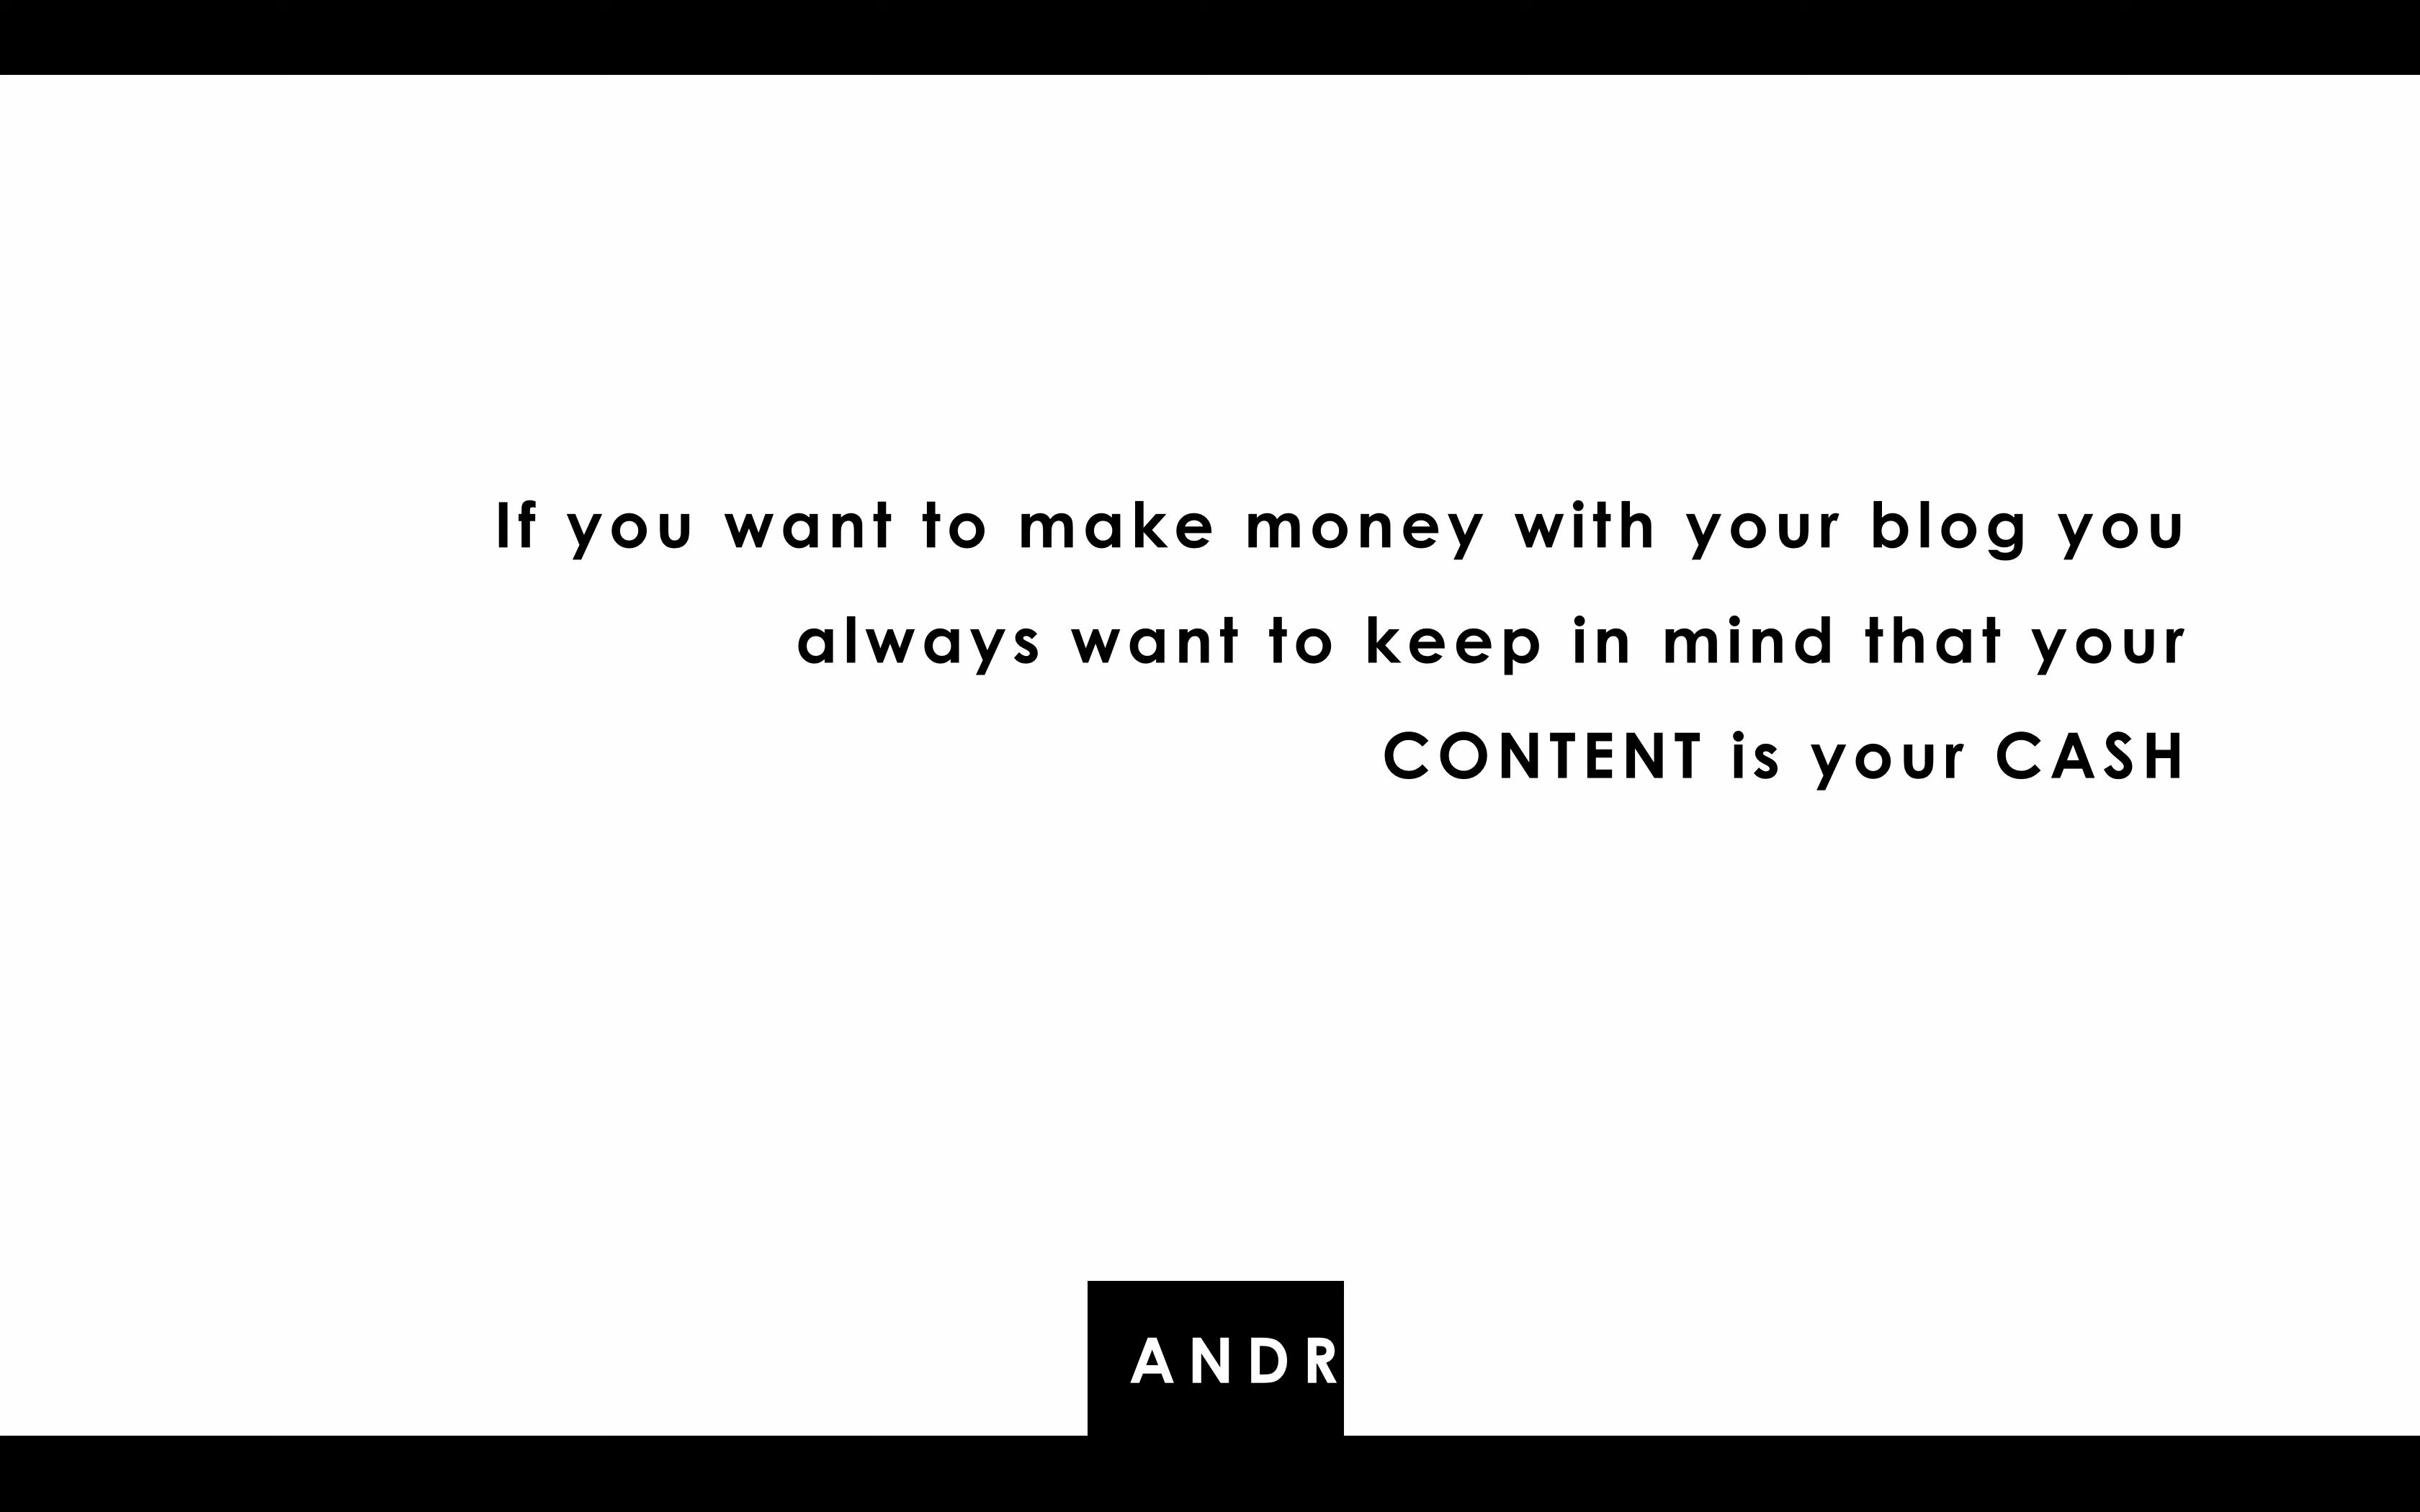 If you want to make money with your blog you
always want to keep in mind that your
CONTENT is your CASH
ANDR